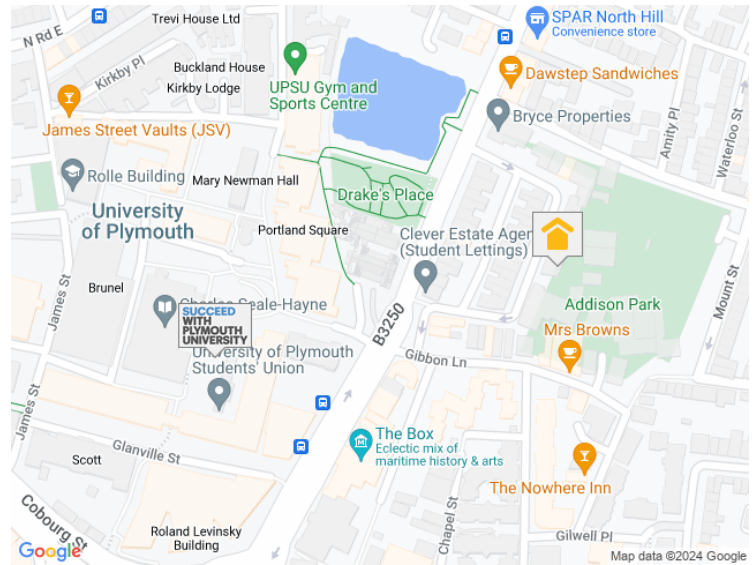 Trevi House Ltd
N Rd E
Kirkby Pl
Buckland House
Kirkby Lodge
UPSU Gym and
Sports Centre
SPAR North Hill
Convenience store
Dawstep Sandwiches
Bryce Properties
Amity Pl
Waterloo St
James Street Vaults (JSV)
Rolle Building
Mary Newman Hall
Drake's Place
University
of Plymouth
Portland Square
Clever Estate Agen
(Student Lettings)
Addison Park
Mount St
Brunel
James St
Charles Seale-Hayne
SUCCEED
WITH
PLYMOUTH
UNIVERSITY
University of Plymouth
Students' Union
B3250
Gibbon Ln
Mrs Browns
James St
Glanville St
The Box
Eclectic mix of
maritime history & arts
Scott
The Nowhere Inn
Cobourg St
Roland Levinsky
Building
Chapel St
Gilwell Pl
Google
Map data ©2024 Google